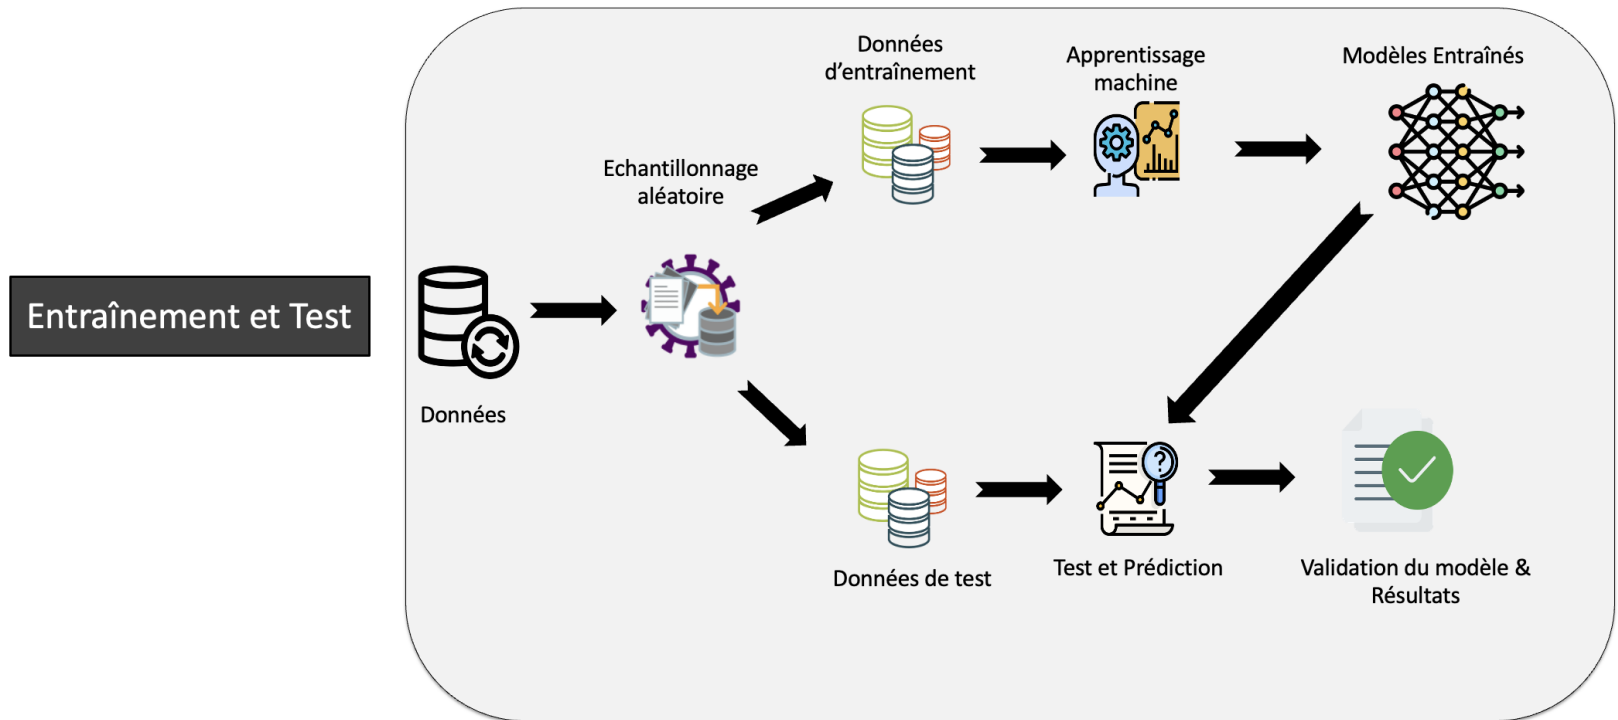 Entraînement et Test
Données
Echantillonnage
aléatoire
Données
d’entraînement
Apprentissage
machine
Modèles Entraînés
Données de test
Test et Prédiction
?
Validation du modèle &
Résultats